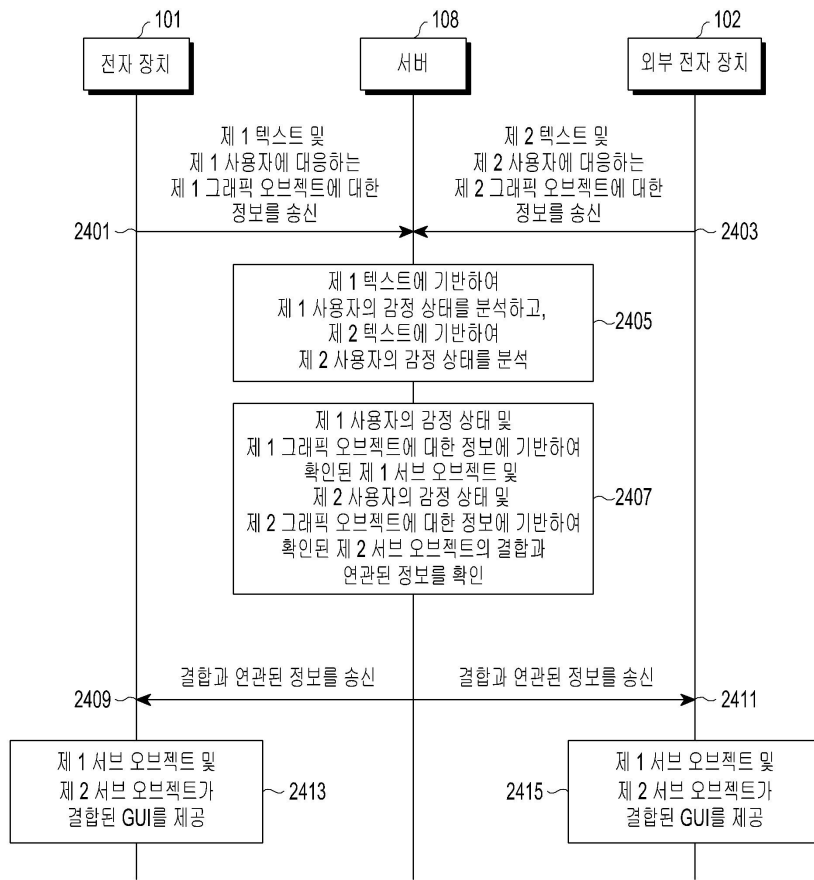 101
108
102
전자 장치
서버
외부 전자 장치
제 1 텍스트 및
제 1 사용자에 대응하는
제 1 그래픽 오브젝트에 대한
정보를 송신
제 2 텍스트 및
제 2 사용자에 대응하는
제 2 그래픽 오브젝트에 대한
정보를 송신
2401
2403
제 1 텍스트에 기반하여
제 1 사용자의 감정 상태를 분석하고,
제 2 텍스트에 기반하여
제 2 사용자의 감정 상태를 분석
2405
제 1 사용자의 감정 상태 및
제 1 그래픽 오브젝트에 대한 정보에 기반하여
확인된 제 1 서브 오브젝트 및
제 2 사용자의 감정 상태 및
제 2 그래픽 오브젝트에 대한 정보에 기반하여
확인된 제 2 서브 오브젝트의 결합과
연관된 정보를 확인
2407
결합과 연관된 정보를 송신
결합과 연관된 정보를 송신
2409
2411
제 1 서브 오브젝트 및
제 2 서브 오브젝트가
결합된 GUI를 제공
2413
2415
제 1 서브 오브젝트 및
제 2 서브 오브젝트가
결합된 GUI를 제공